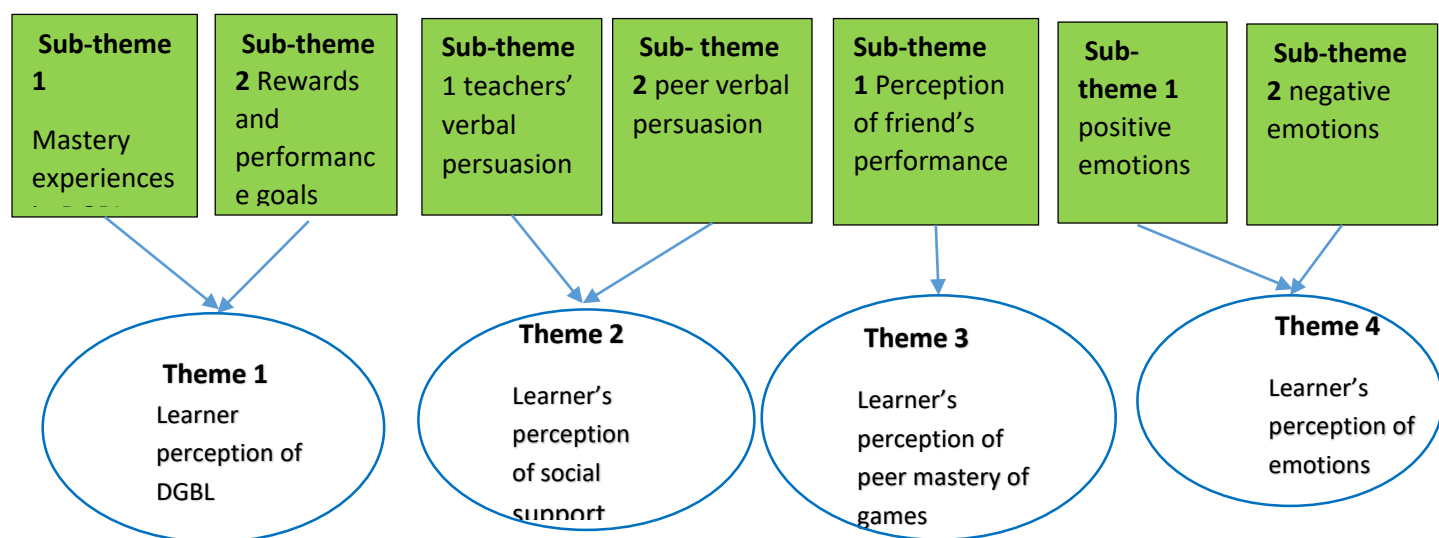 Sub-theme
1
Mastery
experiences
Sub-theme
2 Rewards
and
performanc
e goals
Sub-theme
1 teachers’
verbal
persuasion
Sub- theme
2 peer verbal
persuasion
Sub-theme
1 Perception
of friend’s
performance
Sub-
theme 1
positive
emotions
Sub-theme
2 negative
emotions
Theme 1
Learner
perception of
DGBL
Theme 2
Learner’s
perception
of social
support
Theme 3
Learner’s
perception of
peer mastery of
games
Theme 4
Learner’s
perception of
emotions